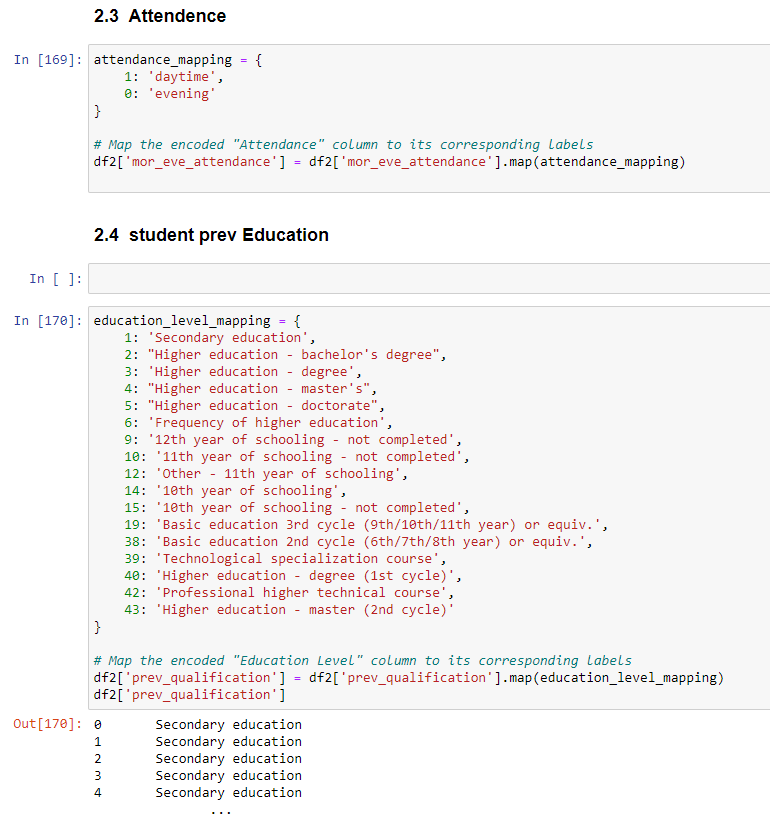 2.3 Attendence
In [169]: attendance_mapping = {
    1: 'daytime',
    0: 'evening'
}
# Map the encoded "Attendance" column to its corresponding labels
df2['mor_eve_attendance'] = df2['mor_eve_attendance'].map(attendance_mapping)
2.4 student prev Education
In [ ]:
In [170]: education_level_mapping = {
    1: 'Secondary education',
    2: "Higher education - bachelor's degree",
    3: 'Higher education - degree',
    4: "Higher education - master's",
    5: "Higher education - doctorate",
    6: 'Frequency of higher education',
    9: '12th year of schooling - not completed',
    10: '11th year of schooling - not completed',
    12: 'Other - 11th year of schooling',
    14: '10th year of schooling',
    15: '10th year of schooling - not completed',
    19: 'Basic education 3rd cycle (9th/10th/11th year) or equiv.',
    38: 'Basic education 2nd cycle (6th/7th/8th year) or equiv.',
    39: 'Technological specialization course',
    40: 'Higher education - degree (1st cycle)',
    42: 'Professional higher technical course',
    43: 'Higher education - master (2nd cycle)'
}
# Map the encoded "Education Level" column to its corresponding labels
df2['prev_qualification'] = df2['prev_qualification'].map(education_level_mapping)
df2['prev_qualification']
Out[170]: 0       Secondary education
1       Secondary education
2       Secondary education
3       Secondary education
4       Secondary education
...